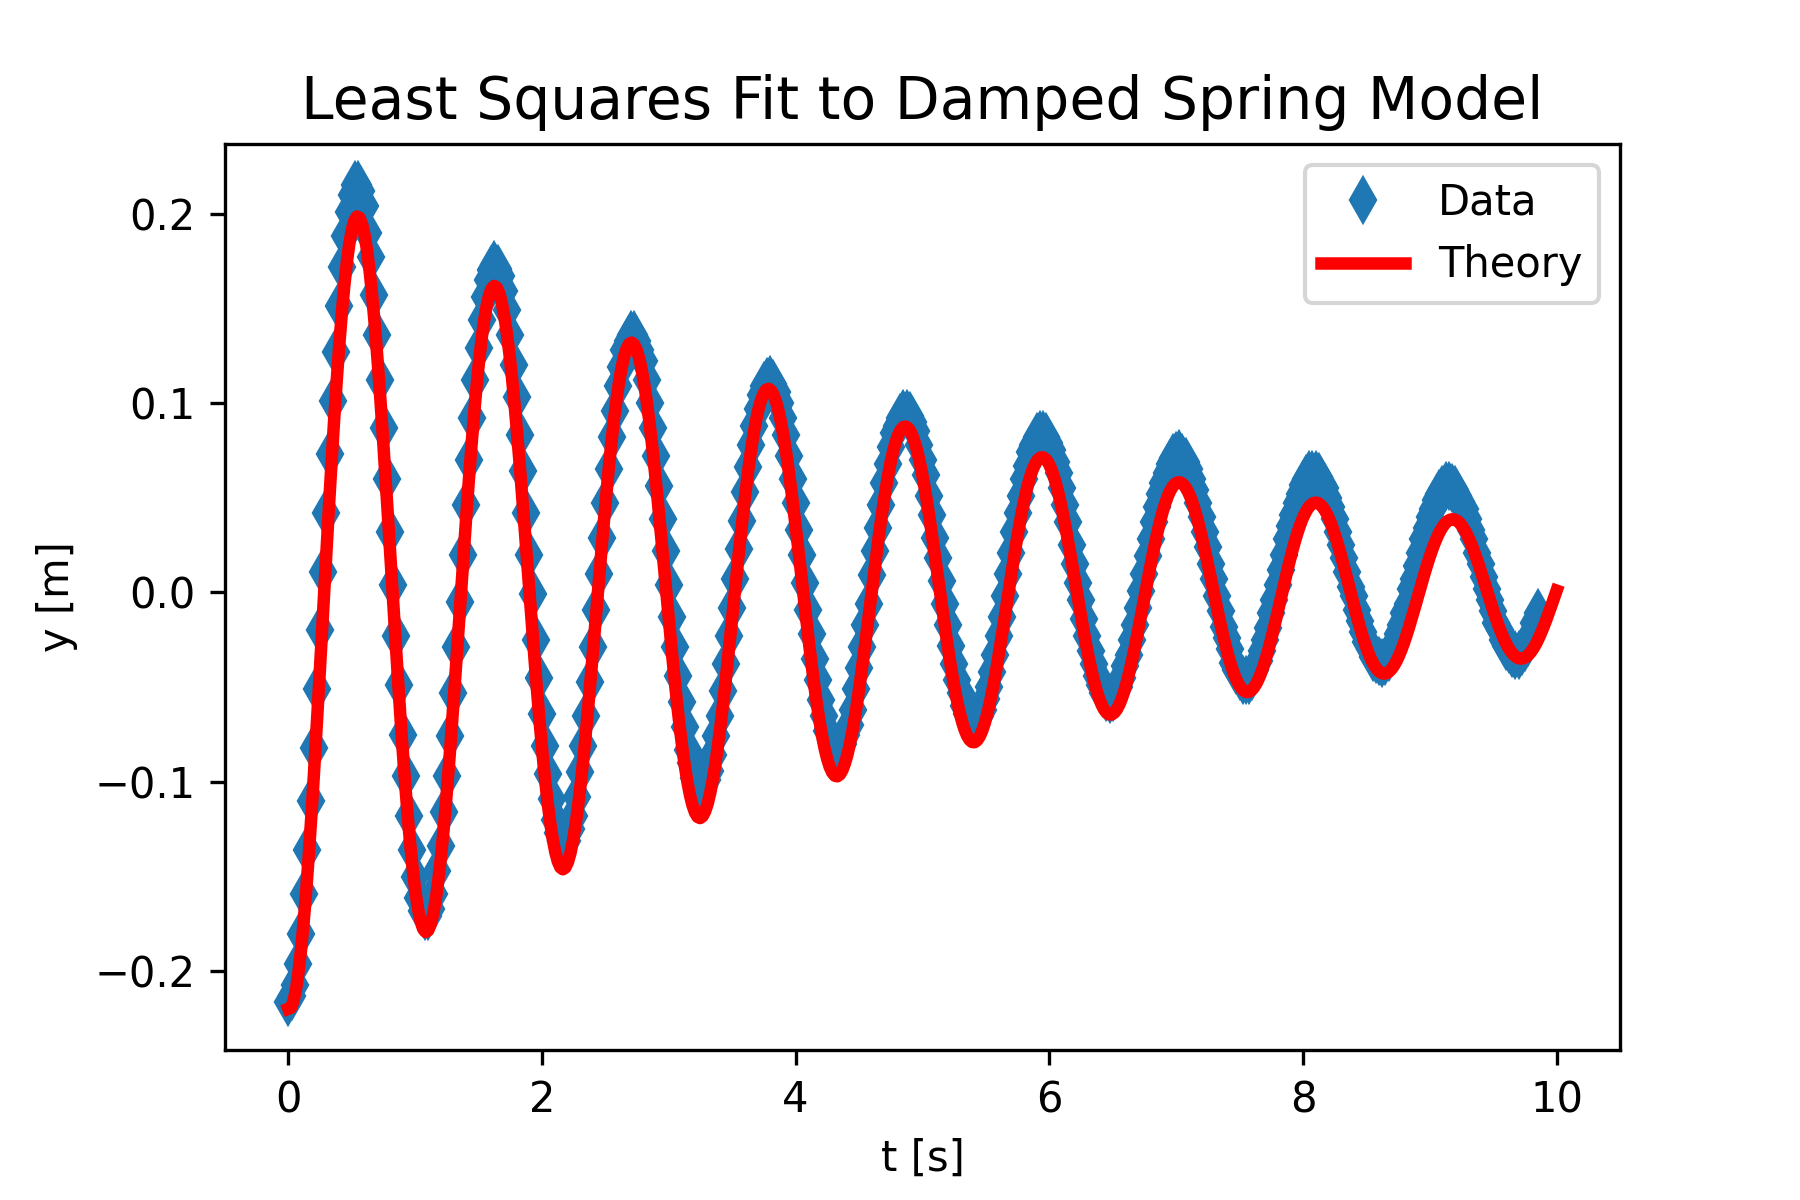 Least Squares Fit to Damped Spring Model
Data
Theory
0.2
0.1
0.0
−0.1
−0.2
y [m]
0 2 4 6 8 10
t [s]